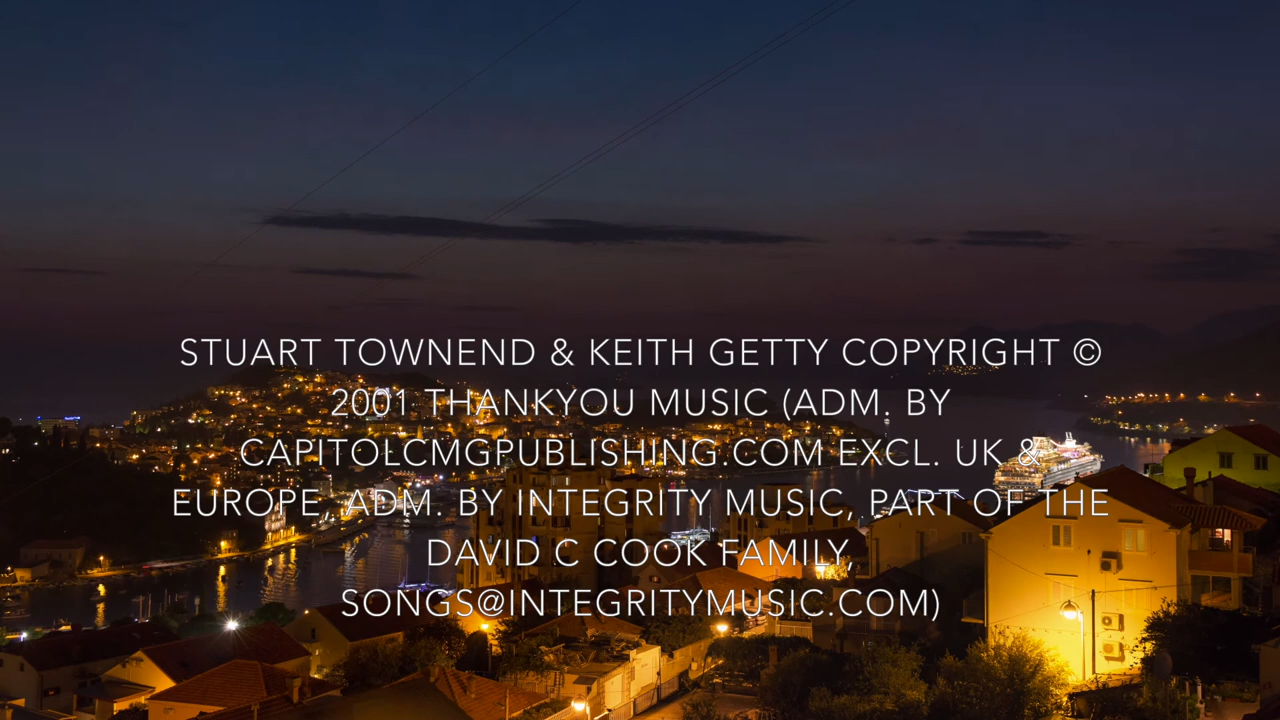 STUART TOWNEND & KEITH GETTY COPYRIGHT ©
2001 THANKYOU MUSIC (ADM. BY
CAPITOLCMGPUBLISHING.COM EXCL. UK &
EUROPE, ADM. BY INTEGRITY MUSIC, PART OF THE
DAVID C COOK FAMILY,
SONGS@INTEGRITYMUSIC.COM)